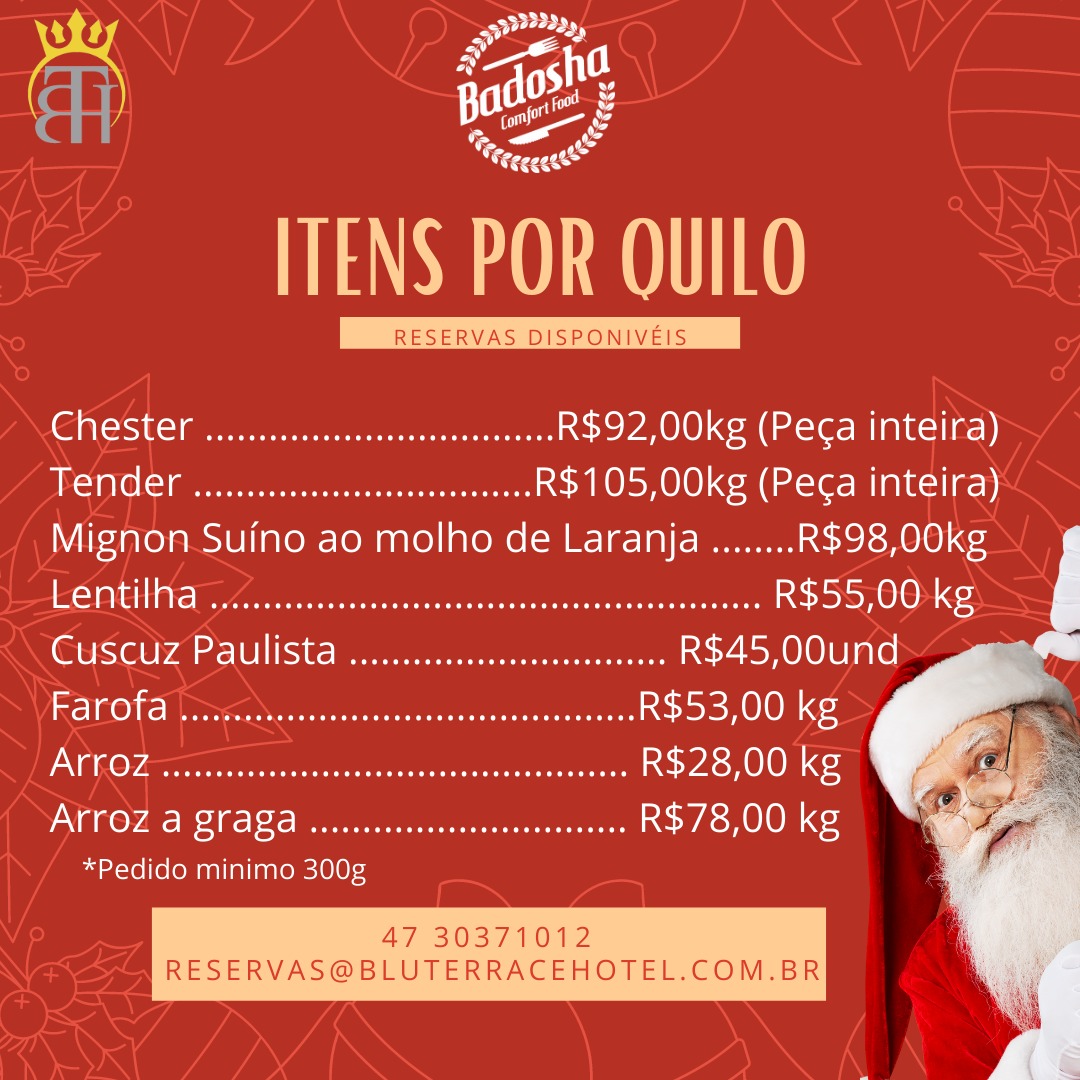 BTH
Badosha
Comfort Food
ITENS POR QUILO
RESERVAS DISPONIVÉIS
Chester .................................R$92,00kg (Peça inteira)
Tender ................................R$105,00kg (Peça inteira)
Mignon Suíno ao molho de Laranja ........R$98,00kg
Lentilha .................................................... R$55,00 kg
Cuscuz Paulista .............................. R$45,00und
Farofa ...........................................R$53,00 kg
Arroz ............................................ R$28,00 kg
Arroz a graga .............................. R$78,00 kg
*Pedido minimo 300g
47 30371012
RESERVAS@BLUTERRACEHOTEL.COM.BR